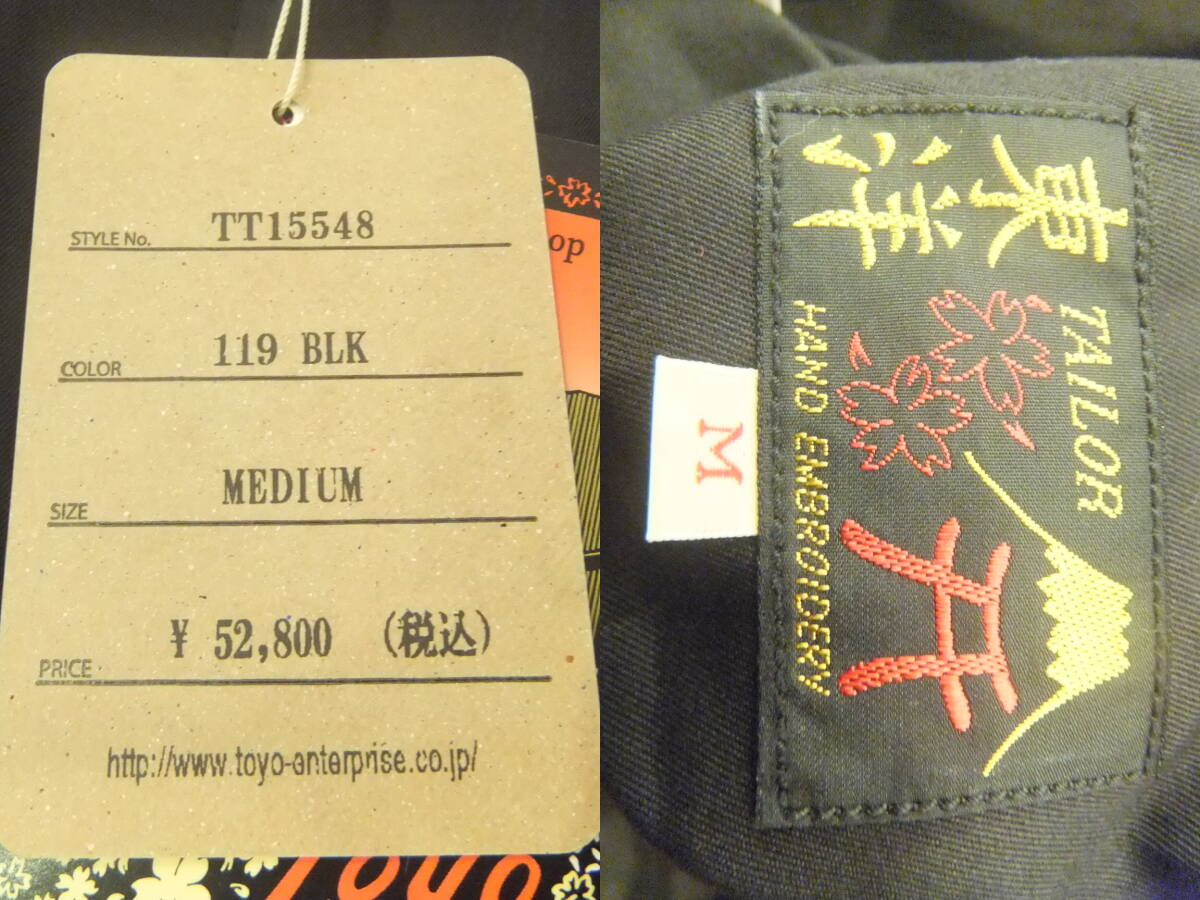 STYLE No. TT15548
COLOR 119 BLK
SIZE MEDIUM
PRICE ¥ 52,800 (税込)
http://www.toyo-enterprise.co.jp/
op
Toyo
東洋
TAILOR
HAND EMBROIDERY
M